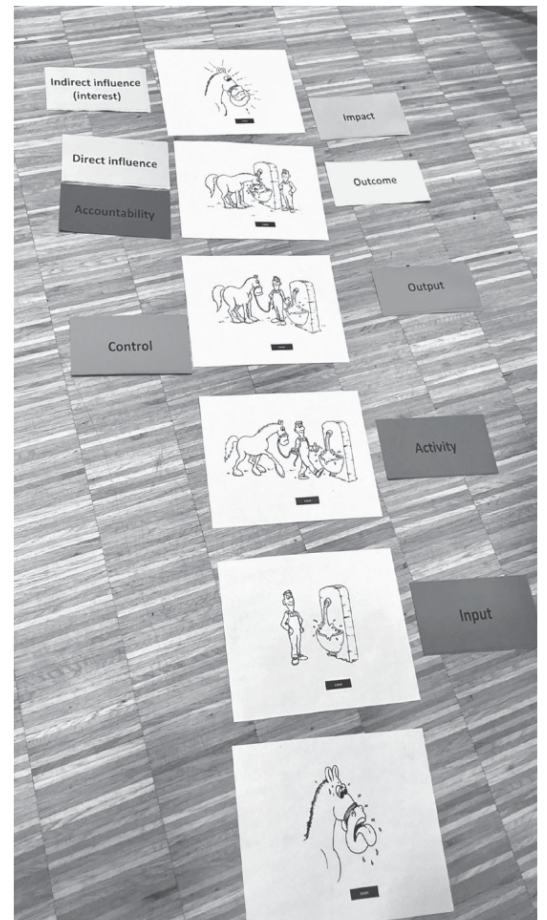 Indirect influence
(interest)
Impact
Direct influence
Outcome
Accountability
Output
Control
Activity
Input